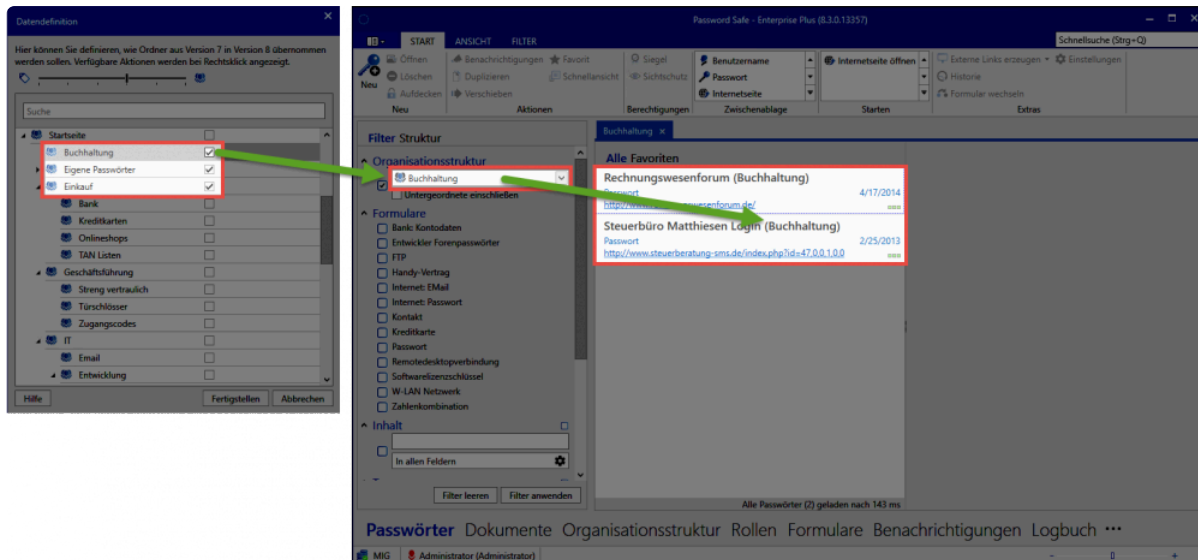 Datendefinition
Hier können Sie definieren, wie Ordner aus Version 7 in Version 8 übernommen
werden sollen. Verfügbare Aktionen werden bei Rechtsklick angezeigt.
Suche
Startseite
Buchhaltung
Eigene Passwörter
Einkauf
Bank
Kreditkarten
Onlineshops
TAN Listen
Geschäftsführung
Streng vertraulich
Türschlösser
Zugangscodes
IT
Email
Entwicklung
Hilfe Fertigstellen Abbrechen
Password Safe - Enterprise Plus (8.3.0.13357)
START ANSICHT FILTER Schnellsuche (Strg+Q)
Neu
Öffnen
Löschen
Aufdecken
Neu
Benachrichtigungen Favorit
Duplizieren Schnellansicht
Verschieben
Aktionen
Siegel
Sichtschutz
Berechtigungen
Benutzername
Passwort
Internetseite
Zwischenablage
Internetseite öffnen
Starten
Externe Links erzeugen Einstellungen
Historie
Formular wechseln
Extras
Filter Struktur
Organisationsstruktur
Buchhaltung
Untergeordnete einschließen
Formulare
Bank: Kontodaten
Entwickler Forenpasswörter
FTP
Handy-Vertrag
Internet: EMail
Internet: Passwort
Kontakt
Kreditkarte
Passwort
Remotedesktopverbindung
Softwarelizenzschlüssel
W-LAN Netzwerk
Zahlenkombination
Inhalt
In allen Feldern
Filter leeren Filter anwenden
Buchhaltung ×
Alle Favoriten
Rechnungswesenforum (Buchhaltung)
Passwort 4/17/2014
Steuerbüro Matthiesen Login (Buchhaltung)
Passwort 2/25/2013
http://www.steuerberatung-sms.de/index.php?id=47,0,0,1,0,0
Alle Passwörter (2) geladen nach 143 ms
Passwörter Dokumente Organisationsstruktur Rollen Formulare Benachrichtigungen Logbuch •••
MIG Administrator (Administrator)